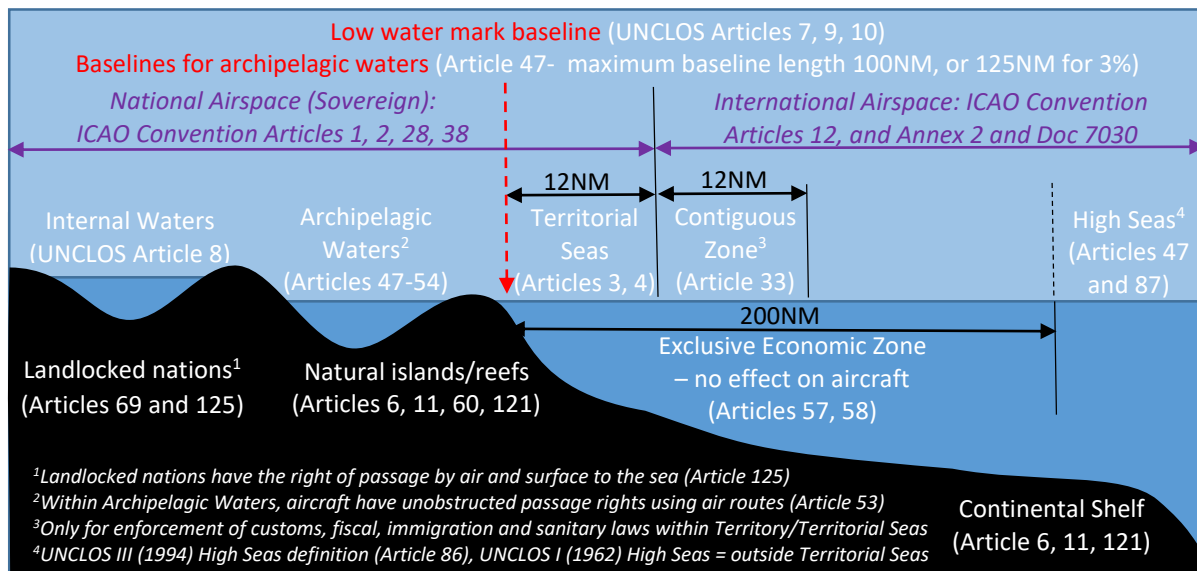 Low water mark baseline (UNCLOS Articles 7, 9, 10)
Baselines for archipelagic waters (Article 47-  maximum baseline length 100NM, or 125NM for 3%)
National Airspace (Sovereign):
ICAO Convention Articles 1, 2, 28, 38
International Airspace: ICAO Convention
Articles 12, and Annex 2 and Doc 7030
12NM
12NM
Internal Waters
(UNCLOS Article 8)
Archipelagic
Waters²
(Articles 47-54)
Territorial
Seas
(Articles 3, 4)
Contiguous
Zone³
(Article 33)
High Seas⁴
(Articles 47
and 87)
200NM
Exclusive Economic Zone
– no effect on aircraft
(Articles 57, 58)
Landlocked nations¹
(Articles 69 and 125)
Natural islands/reefs
(Articles 6, 11, 60, 121)
¹Landlocked nations have the right of passage by air and surface to the sea (Article 125)
²Within Archipelagic Waters, aircraft have unobstructed passage rights using air routes (Article 53)
³Only for enforcement of customs, fiscal, immigration and sanitary laws within Territory/Territorial Seas
⁴UNCLOS III (1994) High Seas definition (Article 86), UNCLOS I (1962) High Seas = outside Territorial Seas
Continental Shelf
(Article 6, 11, 121)